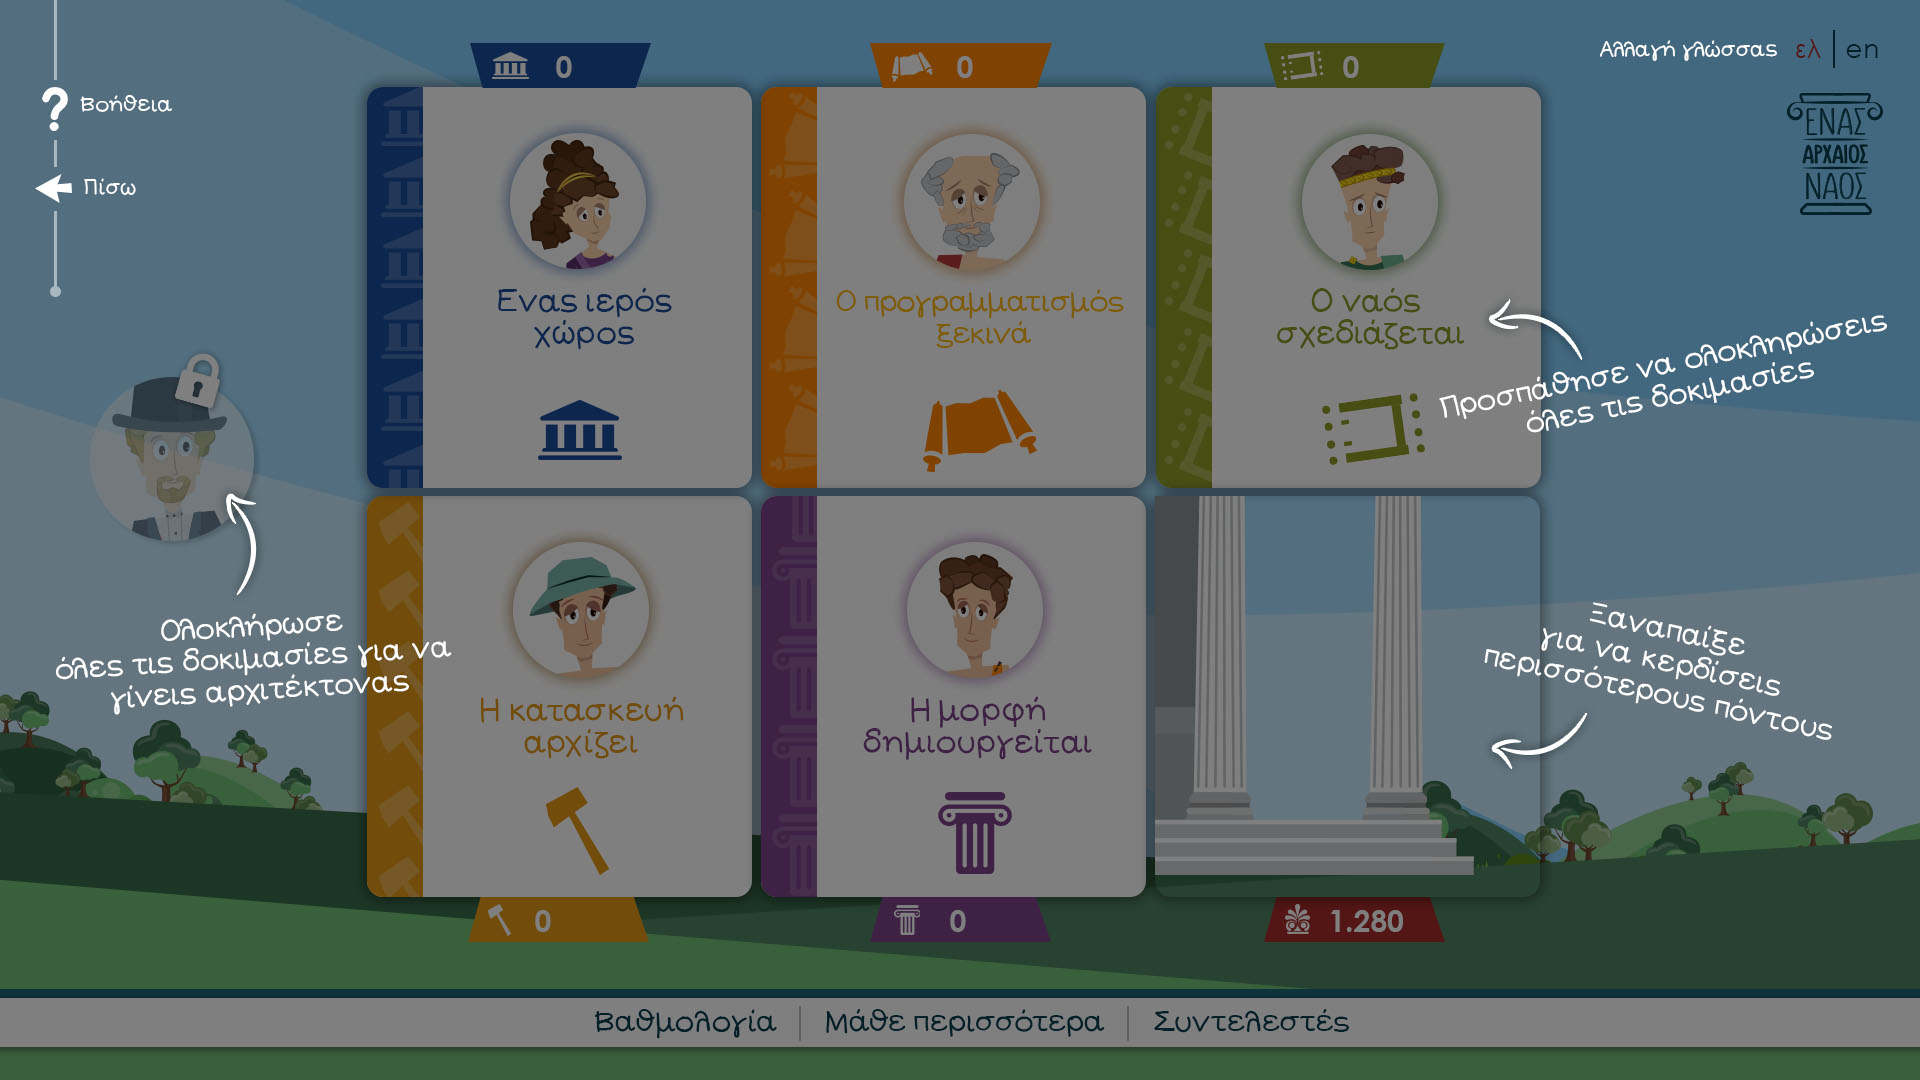 0
0
0
Αλλαγή γλώσσας ελ | en
Βοήθεια
Πίσω
ΕΝΑΣ
ΑΡΧΑΙΟΣ
ΝΑΟΣ
Ενας ιερός
χώρος
Ο προγραμματισμός
ξεκινά
Ο ναός
σχεδιάζεται
Προσπάθησε να ολοκληρώσεις
όλες τις δοκιμασίες
Ολοκλήρωσε
όλες τις δοκιμασίες για να
γίνεις αρχιτέκτονας
Η κατασκευή
αρχίζει
Η μορφή
δημιουργείται
Ξαναπαίξε
για να κερδίσεις
περισσότερους πόντους
0
0
1.280
Βαθμολογία
Μάθε περισσότερα
Συντελεστές